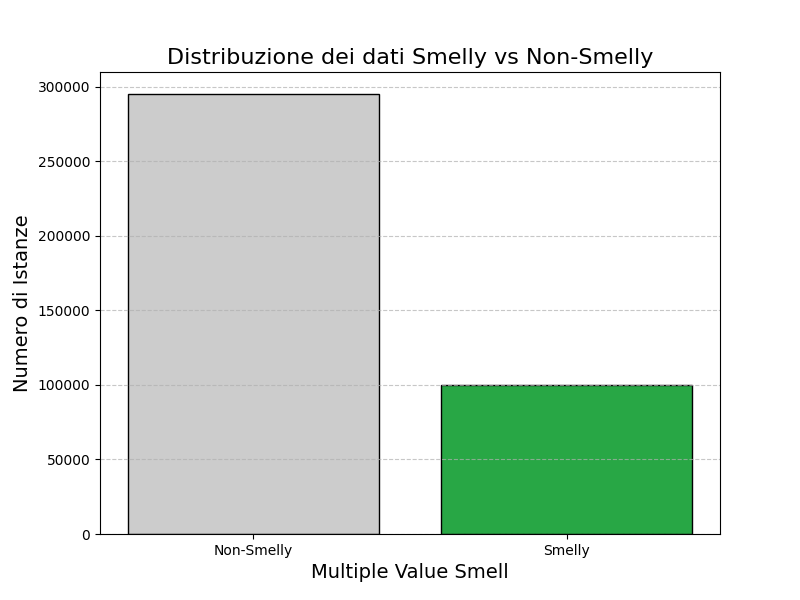 Distribuzione dei dati Smelly vs Non-Smelly
Numero di Istanze
300000
250000
200000
150000
100000
50000
0
Non-Smelly
Smelly
Multiple Value Smell